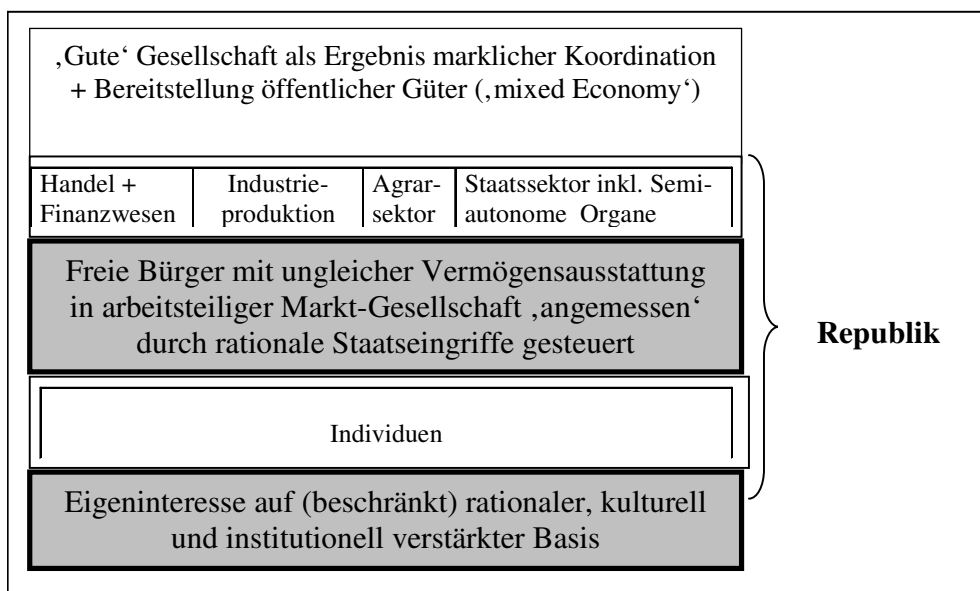 ‚Gute‘ Gesellschaft als Ergebnis marklicher Koordination
+ Bereitstellung öffentlicher Güter (‚mixed Economy‘)
Handel +
Finanzwesen
Industrie-
produktion
Agrar-
sektor
Staatssektor inkl. Semi-
autonome Organe
Freie Bürger mit ungleicher Vermögensausstattung
in arbeitsteiliger Markt-Gesellschaft ‚angemessen‘
durch rationale Staatseingriffe gesteuert
Republik
Individuen
Eigeninteresse auf (beschränkt) rationaler, kulturell
und institutionell verstärkter Basis